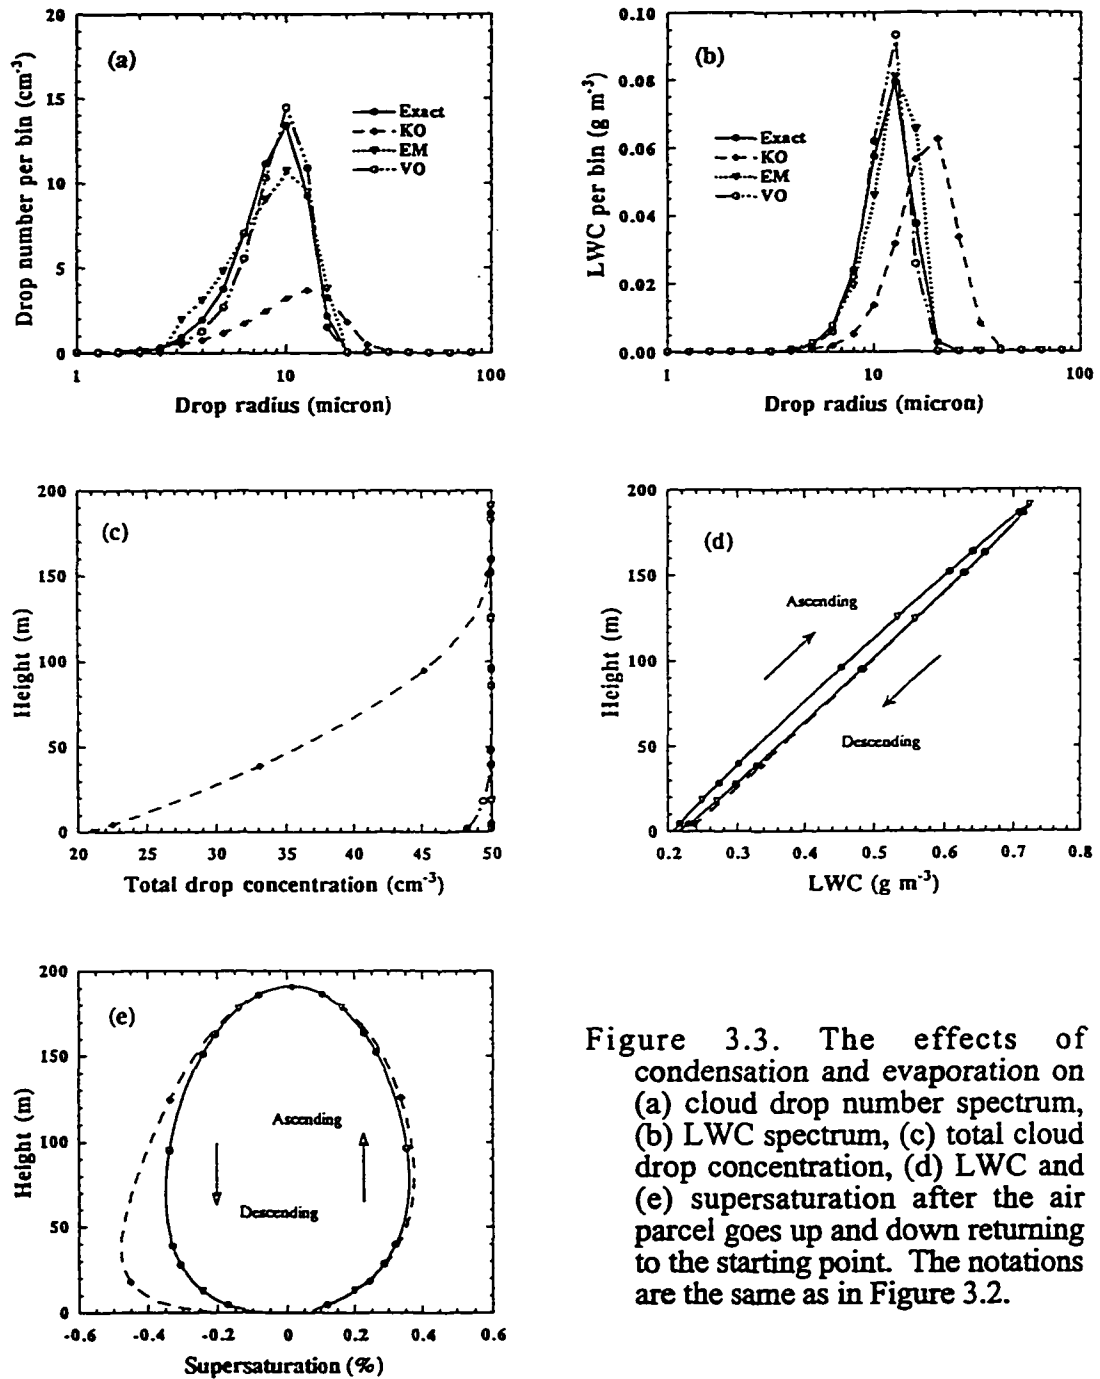 (a)
Drop number per bin (cm⁻³)
20
15
10
5
0
1
10
100
Drop radius (micron)
Exact
KO
EM
VO
(b)
LWC per bin (g m⁻³)
0.10
0.08
0.06
0.04
0.02
0.00
1
10
100
Drop radius (micron)
Exact
KO
EM
VO
(c)
Height (m)
200
150
100
50
0
20
25
30
35
40
45
50
Total drop concentration (cm⁻³)
(d)
Height (m)
200
150
100
50
0
Ascending
Descending
0.2
0.3
0.4
0.5
0.6
0.7
0.8
LWC (g m⁻³)
(e)
Height (m)
200
150
100
50
0
Ascending
Descending
-0.6
-0.4
-0.2
0
0.2
0.4
0.6
Supersaturation (%)
Figure 3.3. The effects of
condensation and evaporation on
(a) cloud drop number spectrum,
(b) LWC spectrum, (c) total cloud
drop concentration, (d) LWC and
(e) supersaturation after the air
parcel goes up and down returning
to the starting point. The notations
are the same as in Figure 3.2.